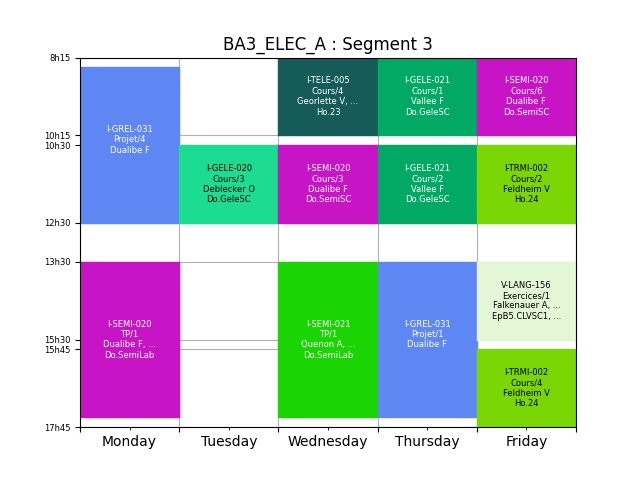 BA3_ELEC_A : Segment 3
8h15
10h15
10h30
12h30
13h30
15h30
15h45
17h45
I-GREL-031
Projet/4
Dualibe F
I-SEMI-020
TP/1
Dualibe F, ...
Do.SemiLab
I-GELE-020
Cours/3
Deblecker O
Do.GeleSC
I-TELE-005
Cours/4
Georlette V, ...
Ho.23
I-SEMI-020
Cours/3
Dualibe F
Do.SemiSC
I-SEMI-021
TP/1
Quenon A, ...
Do.SemiLab
I-GELE-021
Cours/1
Vallee F
Do.GeleSC
I-GELE-021
Cours/2
Vallee F
Do.GeleSC
I-GREL-031
Projet/1
Dualibe F
I-SEMI-020
Cours/6
Dualibe F
Do.SemiSC
I-TRMI-002
Cours/2
Feldheim V
Ho.24
V-LANG-156
Exercices/1
Falkenauer A, ...
EpB5.CLVSC1, ...
I-TRMI-002
Cours/4
Feldheim V
Ho.24
Monday
Tuesday
Wednesday
Thursday
Friday